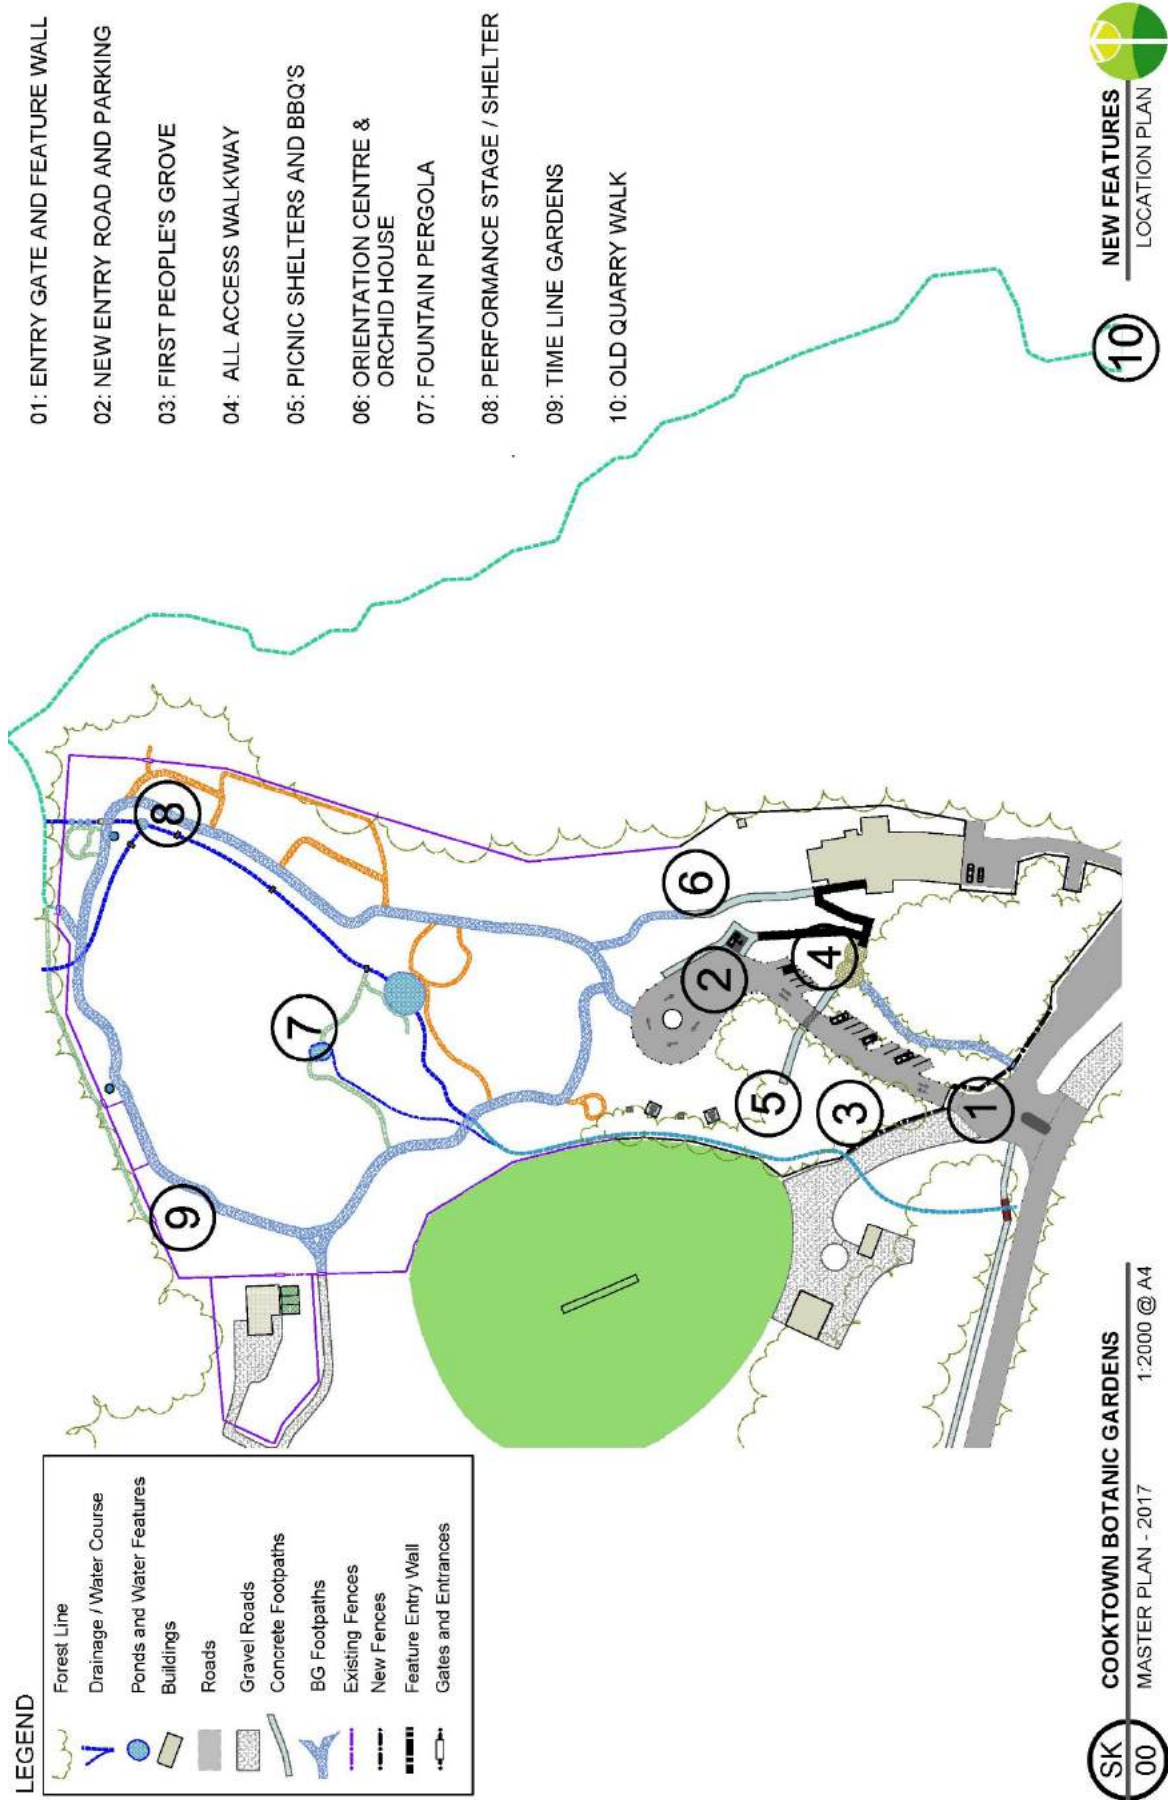 01: ENTRY GATE AND FEATURE WALL
02: NEW ENTRY ROAD AND PARKING
03: FIRST PEOPLE'S GROVE
04: ALL ACCESS WALKWAY
05: PICNIC SHELTERS AND BBQ'S
06: ORIENTATION CENTRE &
ORCHID HOUSE
07: FOUNTAIN PERGOLA
08: PERFORMANCE STAGE / SHELTER
09: TIME LINE GARDENS
10: OLD QUARRY WALK
LEGEND
Forest Line
Drainage / Water Course
Ponds and Water Features
Buildings
Roads
Gravel Roads
Concrete Footpaths
BG Footpaths
Existing Fences
New Fences
Feature Entry Wall
Gates and Entrances
9
8
7
6
2
4
5
3
1
10
SK
00
COOKTOWN BOTANIC GARDENS
MASTER PLAN - 2017
1:2000 @ A4
NEW FEATURES
LOCATION PLAN